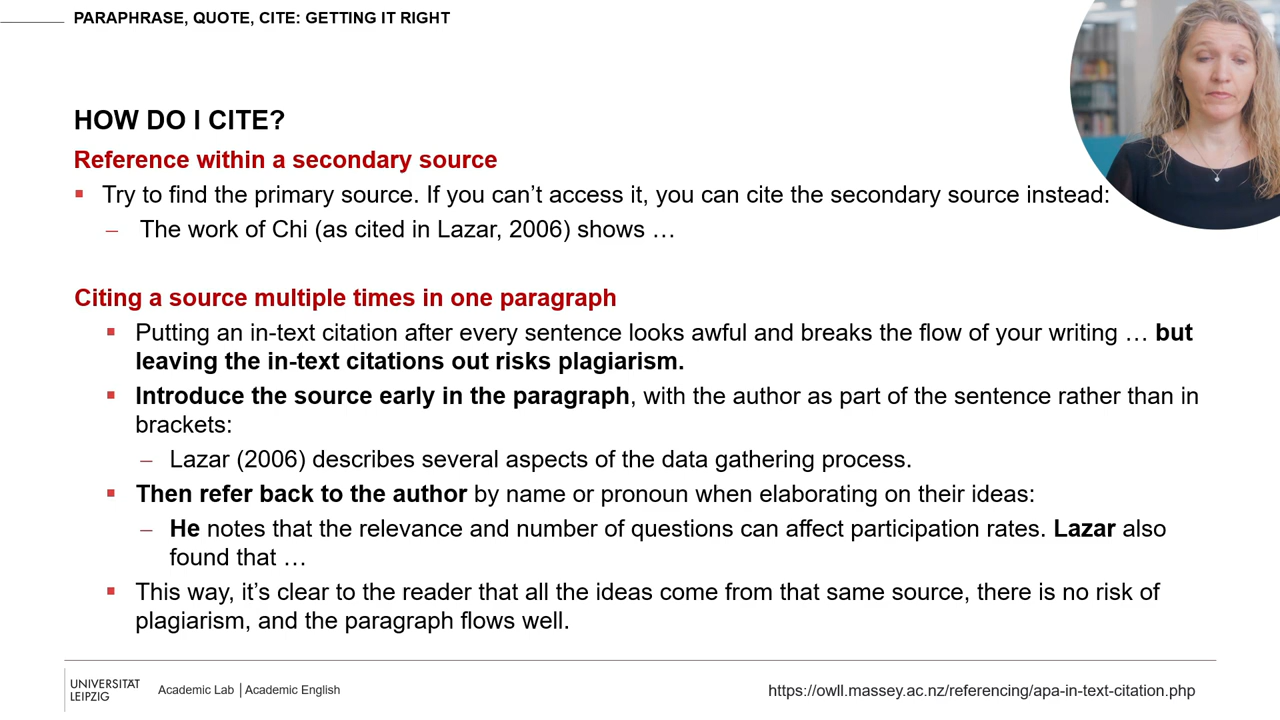 PARAPHRASE, QUOTE, CITE: GETTING IT RIGHT
HOW DO I CITE?
Reference within a secondary source
▪ Try to find the primary source. If you can’t access it, you can cite the secondary source instead:
– The work of Chi (as cited in Lazar, 2006) shows …
Citing a source multiple times in one paragraph
▪ Putting an in-text citation after every sentence looks awful and breaks the flow of your writing … but
leaving the in-text citations out risks plagiarism.
▪ Introduce the source early in the paragraph, with the author as part of the sentence rather than in
brackets:
– Lazar (2006) describes several aspects of the data gathering process.
▪ Then refer back to the author by name or pronoun when elaborating on their ideas:
– He notes that the relevance and number of questions can affect participation rates. Lazar also
found that …
▪ This way, it’s clear to the reader that all the ideas come from that same source, there is no risk of
plagiarism, and the paragraph flows well.
UNIVERSITÄT
LEIPZIG
Academic Lab | Academic English
https://owll.massey.ac.nz/referencing/apa-in-text-citation.php